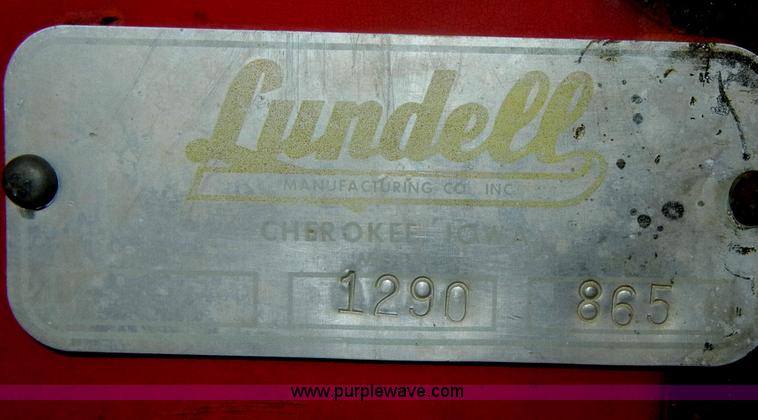 Lundell
MANUFACTURING CO. INC
CHEROKEE IOWA
1290 865
www.purplewave.com